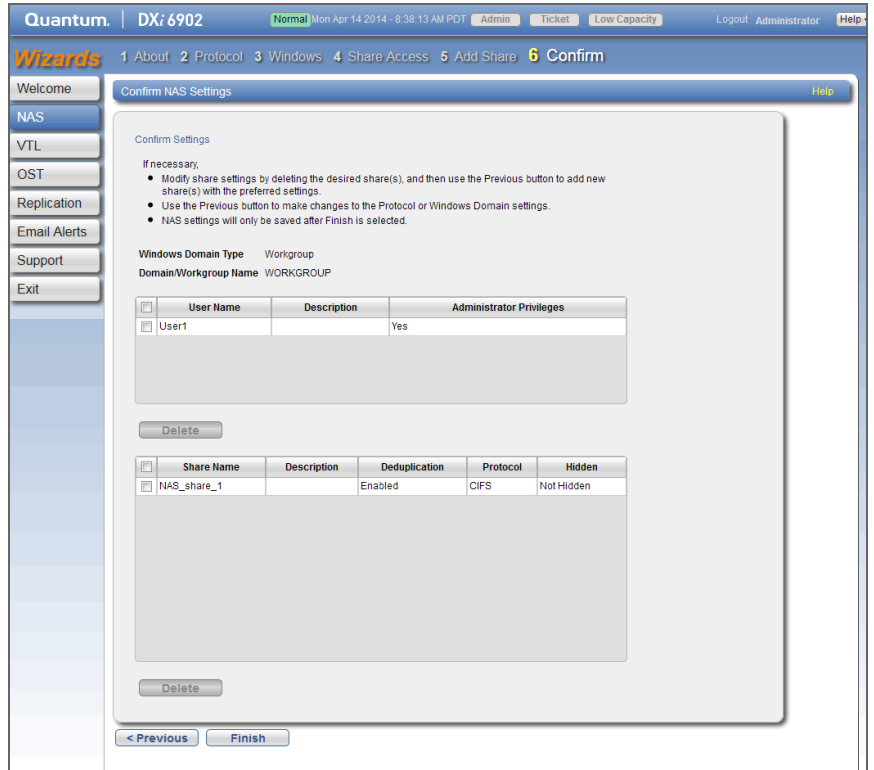 Quantum. DXi 6902 Normal Mon Apr 14 2014 - 8:38:13 AM PDT Admin Ticket Low Capacity Logout Administrator Help
Wizards 1 About 2 Protocol 3 Windows 4 Share Access 5 Add Share 6 Confirm
Welcome
NAS
VTL
OST
Replication
Email Alerts
Support
Exit
Confirm NAS Settings Help
Confirm Settings
If necessary,
• Modify share settings by deleting the desired share(s), and then use the Previous button to add new
share(s) with the preferred settings.
• Use the Previous button to make changes to the Protocol or Windows Domain settings.
• NAS settings will only be saved after Finish is selected.
Windows Domain Type Workgroup
Domain/Workgroup Name WORKGROUP
User Name Description Administrator Privileges
User1 Yes
Delete
Share Name Description Deduplication Protocol Hidden
NAS_share_1 Enabled CIFS Not Hidden
Delete
< Previous Finish